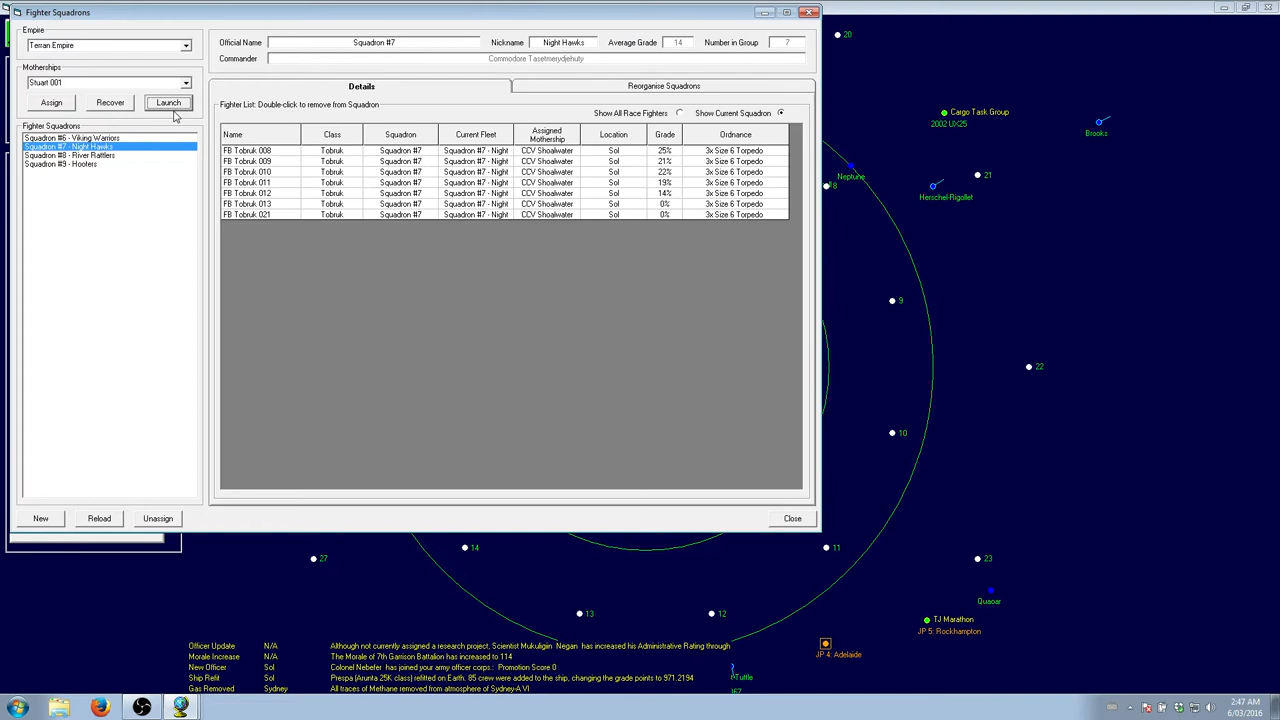 Fighter Squadrons
Empire
Terran Empire
Motherships
Stuart 001
Assign
Recover
Launch
Fighter Squadrons
Squadron #6 - Viking Warriors
Squadron #7 - Night Hawks
Squadron #8 - River Rattlers
Squadron #9 - Hooters
New
Reload
Unassign
Official Name Squadron #7 Nickname Night Hawks Average Grade 14 Number in Group 7
Commander Commodore Tasetmerydjehuty
Details Reorganise Squadrons
Fighter List: Double-click to remove from Squadron
Show All Race Fighters Show Current Squadron
Name Class Squadron Current Fleet Assigned Mothership Location Grade Ordnance
FB Tobruk 008 Tobruk Squadron #7 Squadron #7 - Night CCV Shoalwater Sol 25% 3x Size 6 Torpedo
FB Tobruk 009 Tobruk Squadron #7 Squadron #7 - Night CCV Shoalwater Sol 21% 3x Size 6 Torpedo
FB Tobruk 010 Tobruk Squadron #7 Squadron #7 - Night CCV Shoalwater Sol 22% 3x Size 6 Torpedo
FB Tobruk 011 Tobruk Squadron #7 Squadron #7 - Night CCV Shoalwater Sol 19% 3x Size 6 Torpedo
FB Tobruk 012 Tobruk Squadron #7 Squadron #7 - Night CCV Shoalwater Sol 14% 3x Size 6 Torpedo
FB Tobruk 013 Tobruk Squadron #7 Squadron #7 - Night CCV Shoalwater Sol 0% 3x Size 6 Torpedo
FB Tobruk 021 Tobruk Squadron #7 Squadron #7 - Night CCV Shoalwater Sol 0% 3x Size 6 Torpedo
Close
20
Cargo Task Group
2002 UX25
Brooks
Neptune
8
21
Herschel-Rigollet
9
22
10
27
14
11
23
Quaoar
13
12
TJ Marathon
JP 5: Rockhampton
JP 4: Adelaide
Officer Update N/A Although not currently assigned a research project, Scientist Mukuligiin Negan has increased his Administrative Rating through
Morale Increase N/A The Morale of 7th Garrison Battalion has increased to 114
New Officer Sol Colonel Nebefer has joined your army officer corps.: Promotion Score 0
Ship Refit Sol Prespa (Arunta 25K class) refitted on Earth. 85 crew were added to the ship, changing the grade points to 971.2194
Gas Removed Sydney All traces of Methane removed from atmosphere of Sydney-A VI
2:47 AM
6/03/2016